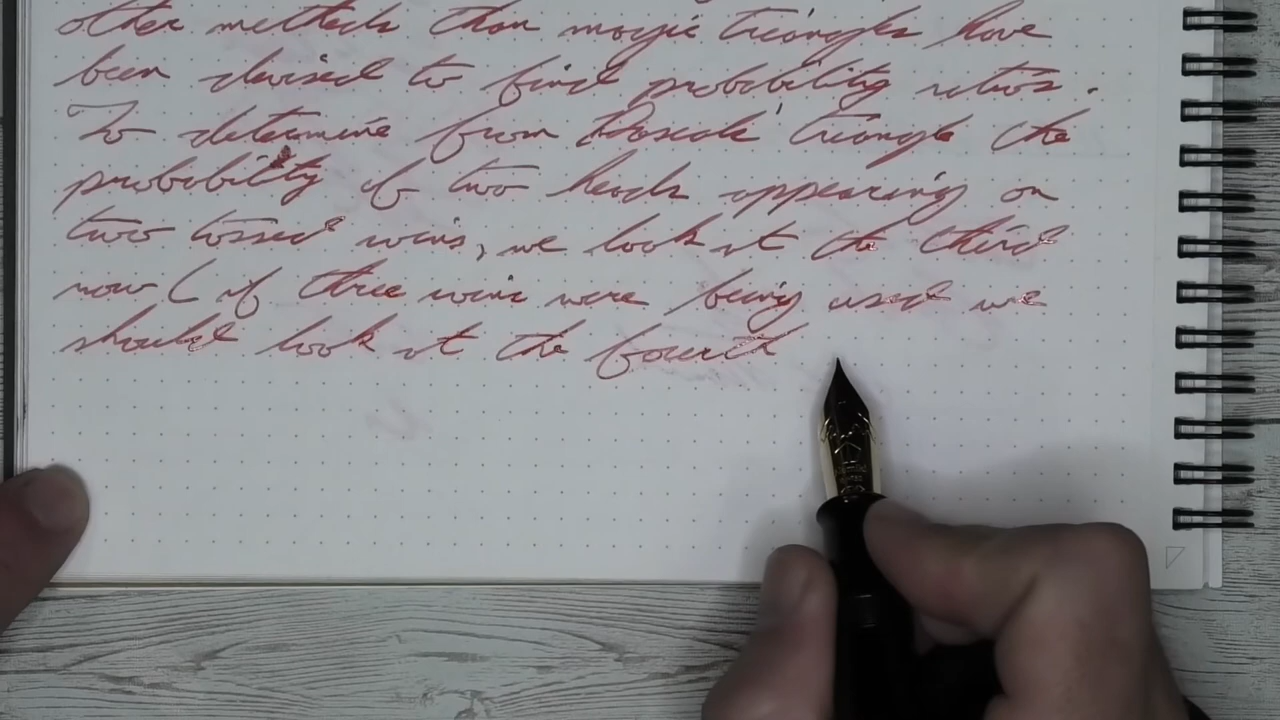 other methods than magic triangles have
been devised to find probability ratios.
To determine from Pascals' triangle the
probability of two heads appearing on
two tossed coins, we look at the third
row (if three coins were being used we
should look at the fourth